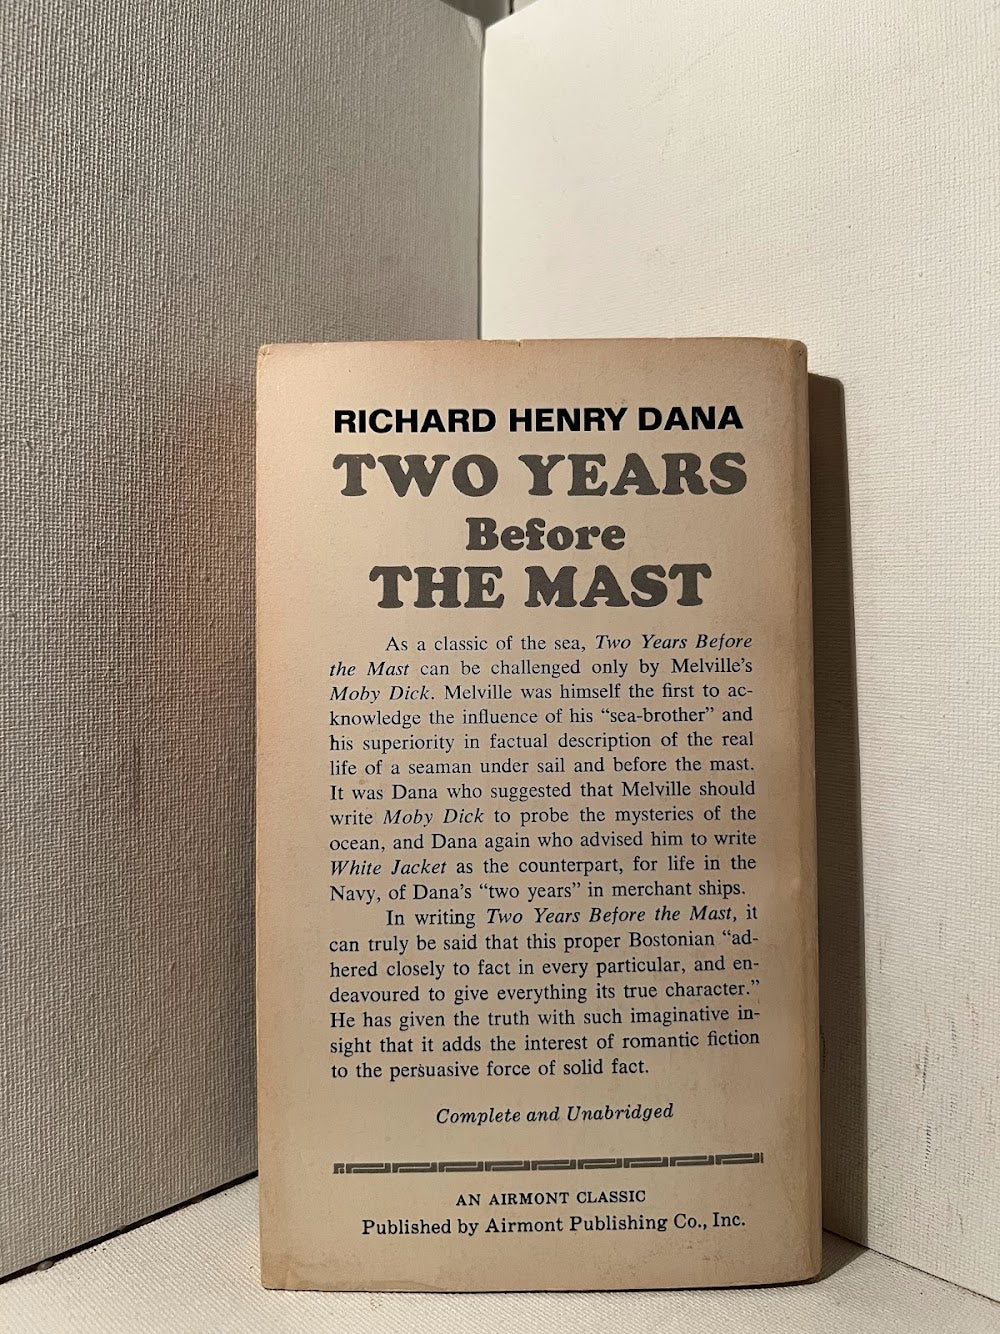 RICHARD HENRY DANA
TWO YEARS
Before
THE MAST
As a classic of the sea, Two Years Before
the Mast can be challenged only by Melville's
Moby Dick. Melville was himself the first to ac-
knowledge the influence of his “sea-brother” and
his superiority in factual description of the real
life of a seaman under sail and before the mast.
It was Dana who suggested that Melville should
write Moby Dick to probe the mysteries of the
ocean, and Dana again who advised him to write
White Jacket as the counterpart, for life in the
Navy, of Dana's “two years” in merchant ships.
In writing Two Years Before the Mast, it
can truly be said that this proper Bostonian “ad-
hered closely to fact in every particular, and en-
deavoured to give everything its true character.”
He has given the truth with such imaginative in-
sight that it adds the interest of romantic fiction
to the persuasive force of solid fact.
Complete and Unabridged
AN AIRMONT CLASSIC
Published by Airmont Publishing Co., Inc.